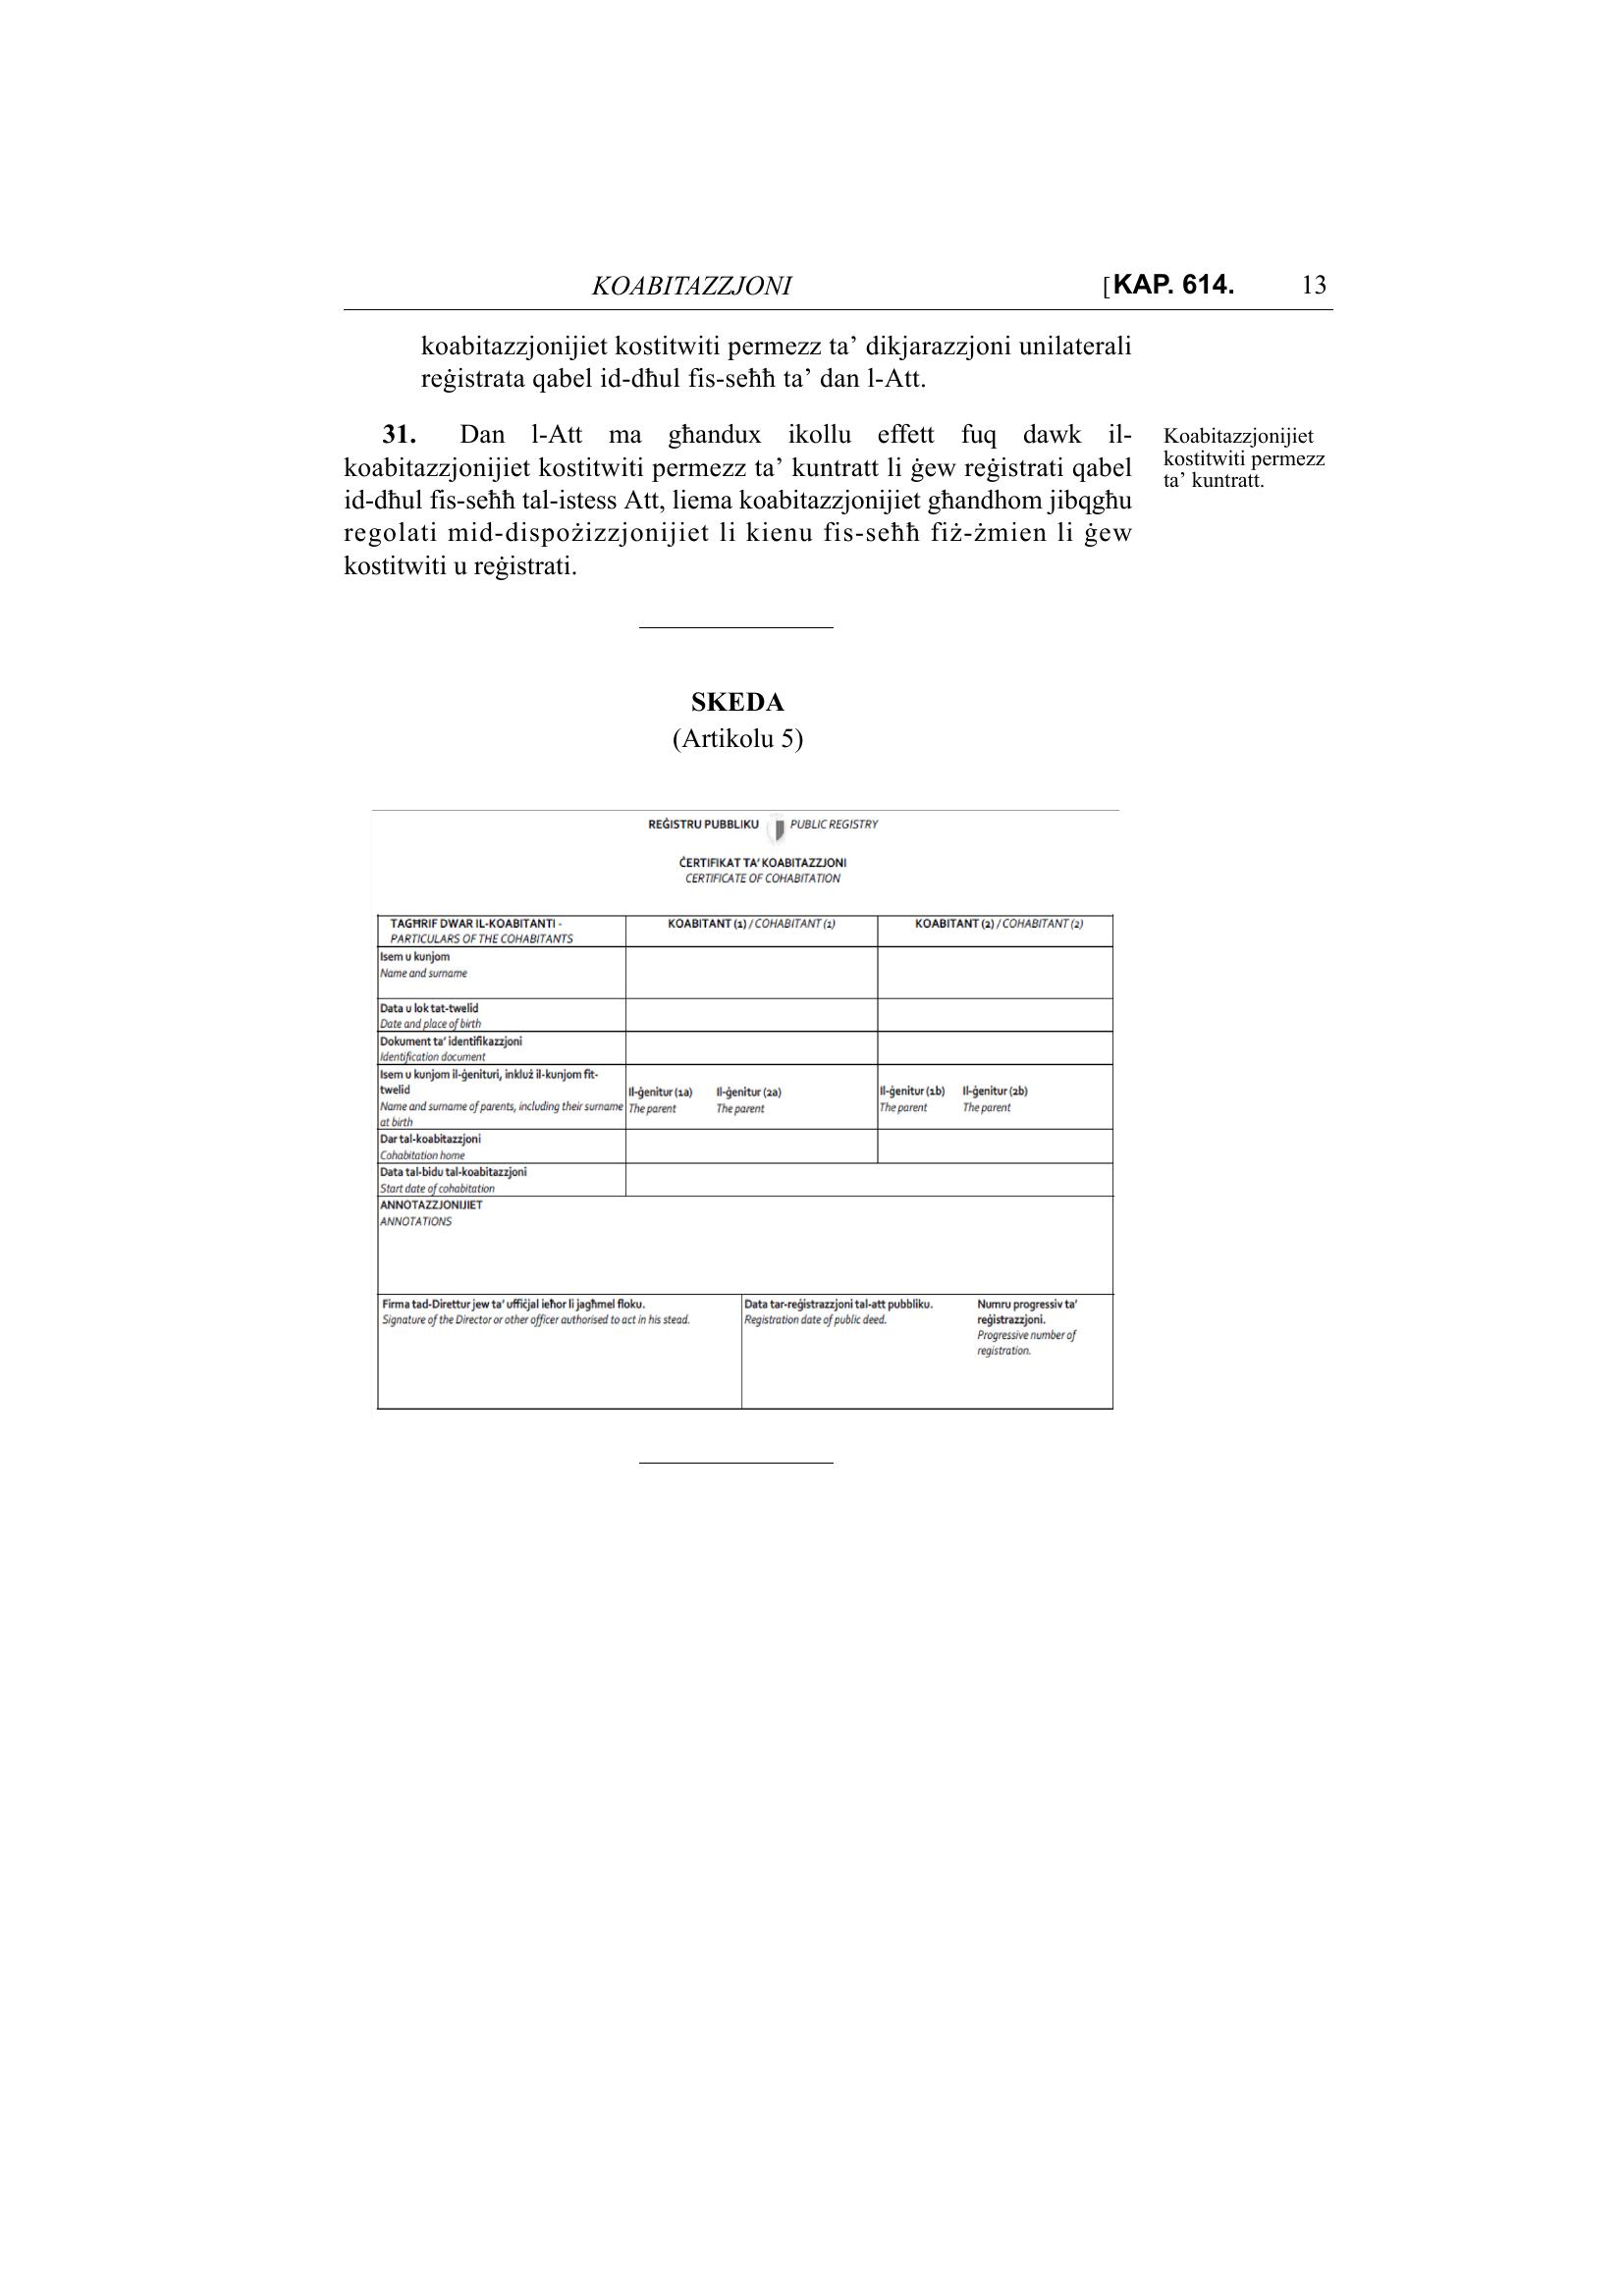 KOABITAZZJONI [KAP. 614. 13
koabitazzjonijiet kostitwiti permezz ta’ dikjarazzjoni unilaterali
reġistrata qabel id-dħul fis-seħħ ta’ dan l-Att.
31. Dan l-Att ma għandux ikollu effett fuq dawk il-
koabitazzjonijiet kostitwiti permezz ta’ kuntratt li ġew reġistrati qabel
id-dħul fis-seħħ tal-istess Att, liema koabitazzjonijiet għandhom jibqgħu
regolati mid-dispożizzjonijiet li kienu fis-seħħ fiż-żmien li ġew
kostitwiti u reġistrati.
Koabitazzjonijiet
kostitwiti permezz
ta’ kuntratt.
SKEDA
(Artikolu 5)
REĠISTRU PUBBLIKU PUBLIC REGISTRY
ĊERTIFIKAT TA’ KOABITAZZJONI
CERTIFICATE OF COHABITATION
TAGĦRIF DWAR IL-KOABITANTI -
PARTICULARS OF THE COHABITANTS
KOABITANT (1) / COHABITANT (1)
KOABITANT (2) / COHABITANT (2)
Isem u kunjom
Name and surname
Data u lok tat-twelid
Date and place of birth
Dokument ta’ identifikazzjoni
Identification document
Isem u kunjom il-ġenituri, inkluż il-kunjom fit-
twelid
Name and surname of parents, including their surname
at birth
Il-ġenitur (1a) Il-ġenitur (2a)
The parent The parent
Il-ġenitur (1b) Il-ġenitur (2b)
The parent The parent
Dar tal-koabitazzjoni
Cohabitation home
Data tal-bidu tal-koabitazzjoni
Start date of cohabitation
ANNOTAZZJONIJIET
ANNOTATIONS
Firma tad-Direttur jew ta’ uffiċjal ieħor li jagħmel floku.
Signature of the Director or other officer authorised to act in his stead.
Data tar-reġistrazzjoni tal-att pubbliku.
Registration date of public deed.
Numru progressiv ta’
reġistrazzjoni.
Progressive number of
registration.